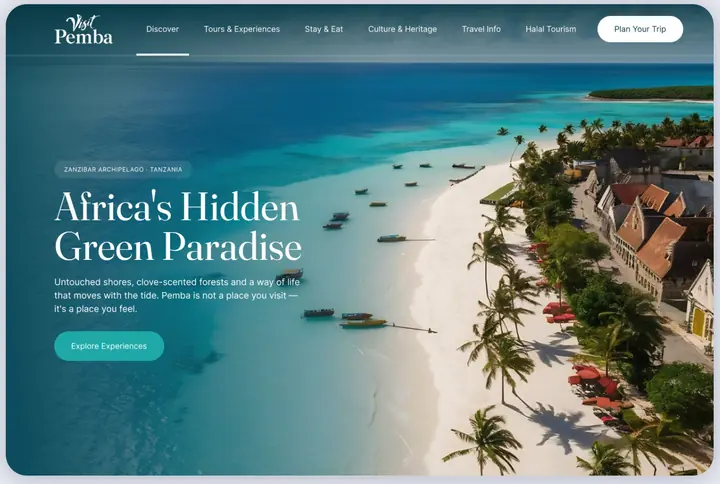 Visit
Pemba
Discover
Tours & Experiences
Stay & Eat
Culture & Heritage
Travel Info
Halal Tourism
Plan Your Trip
ZANZIBAR ARCHIPELAGO · TANZANIA
Africa's Hidden
Green Paradise
Untouched shores, clove-scented forests and a way of life
that moves with the tide. Pemba is not a place you visit —
it's a place you feel.
Explore Experiences